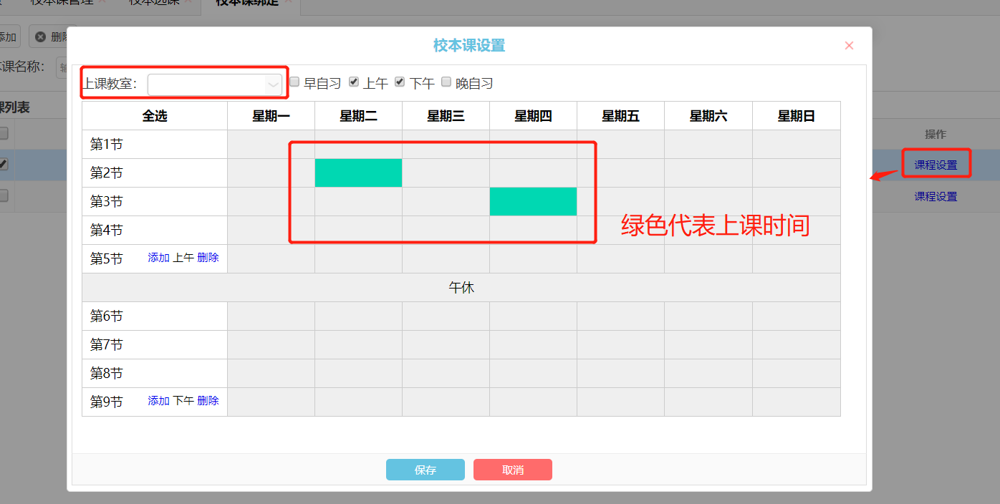 校本课管理 校本选课 校本课绑定
添加 删除
本课名称：
校本课设置
上课教室： 早自习 上午 下午 晚自习
课列表
全选 星期一 星期二 星期三 星期四 星期五 星期六 星期日
操作
第1节
第2节
课程设置
第3节
课程设置
绿色代表上课时间
第4节
第5节 添加 上午 删除
午休
第6节
第7节
第8节
第9节 添加 下午 删除
保存 取消